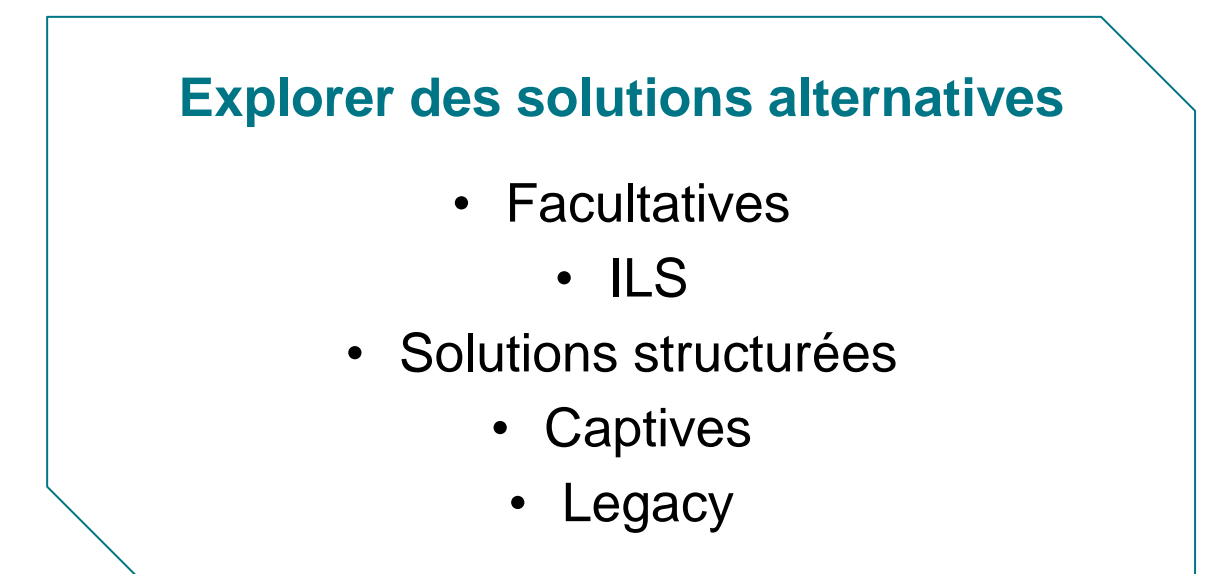 Explorer des solutions alternatives
• Facultatives
• ILS
• Solutions structurées
• Captives
• Legacy